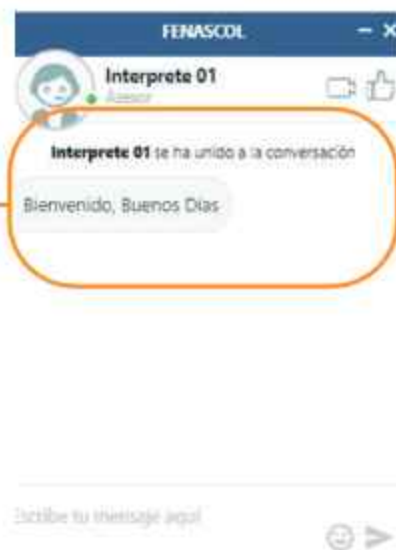 FENASCOL
Interprete 01
Asesor
Interprete 01 se ha unido a la conversación
Bienvenido, Buenos Dias
Escribe tu mensaje aquí